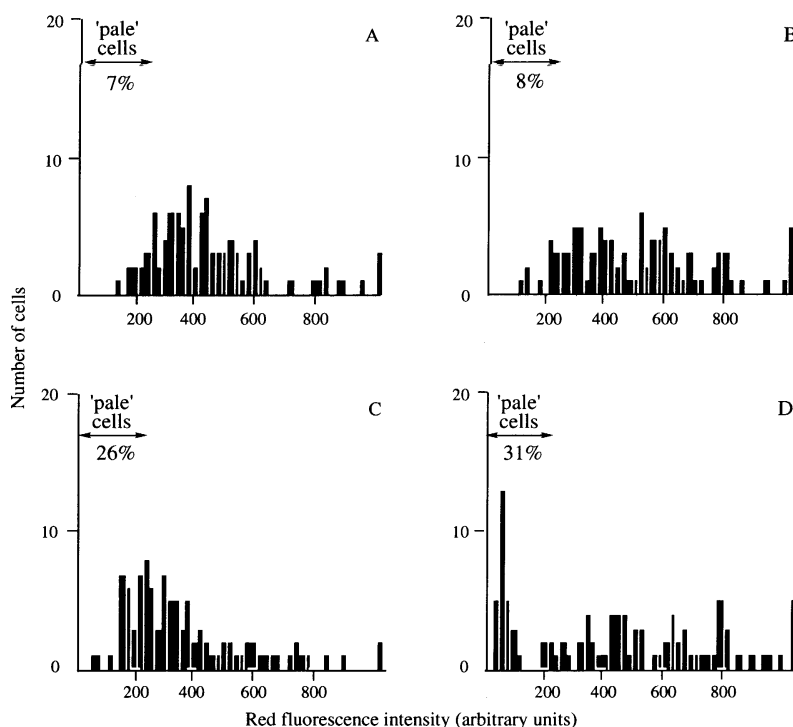 20
'pale'
cells
7%
A
10
0
200 400 600 800
20
'pale'
cells
8%
B
10
0
200 400 600 800
Number of cells
20
'pale'
cells
26%
C
10
0
200 400 600 800
20
'pale'
cells
31%
D
10
0
200 400 600 800
Red fluorescence intensity (arbitrary units)